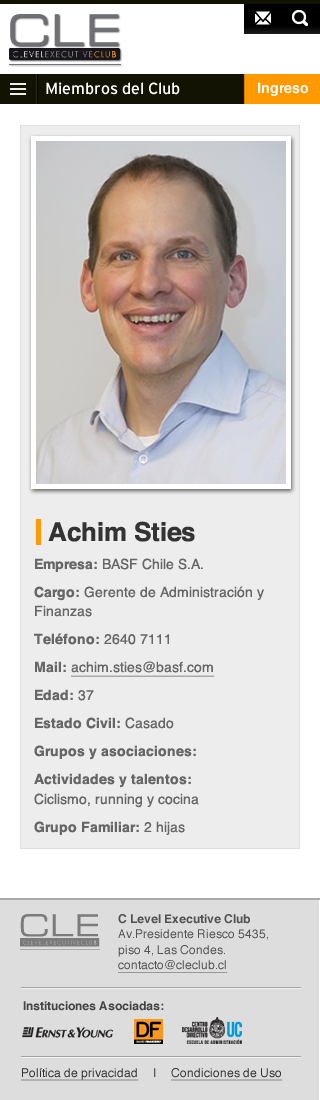 CLE
C.LEVELEXECUTIVECLUB
Miembros del Club
Ingreso
Achim Sties
Empresa: BASF Chile S.A.
Cargo: Gerente de Administración y
Finanzas
Teléfono: 2640 7111
Mail: achim.sties@basf.com
Edad: 37
Estado Civil: Casado
Grupos y asociaciones:
Actividades y talentos:
Ciclismo, running y cocina
Grupo Familiar: 2 hijas
CLE
C.LEVELEXECUTIVECLUB
C Level Executive Club
Av.Presidente Riesco 5435,
piso 4, Las Condes.
contacto@cleclub.cl
Instituciones Asociadas:
ERNST & YOUNG
DF
DIARIO FINANCIERO
CENTRO
DESARROLLO
DIRECTIVO
UC
ESCUELA DE ADMINISTRACIÓN
Política de privacidad | Condiciones de Uso